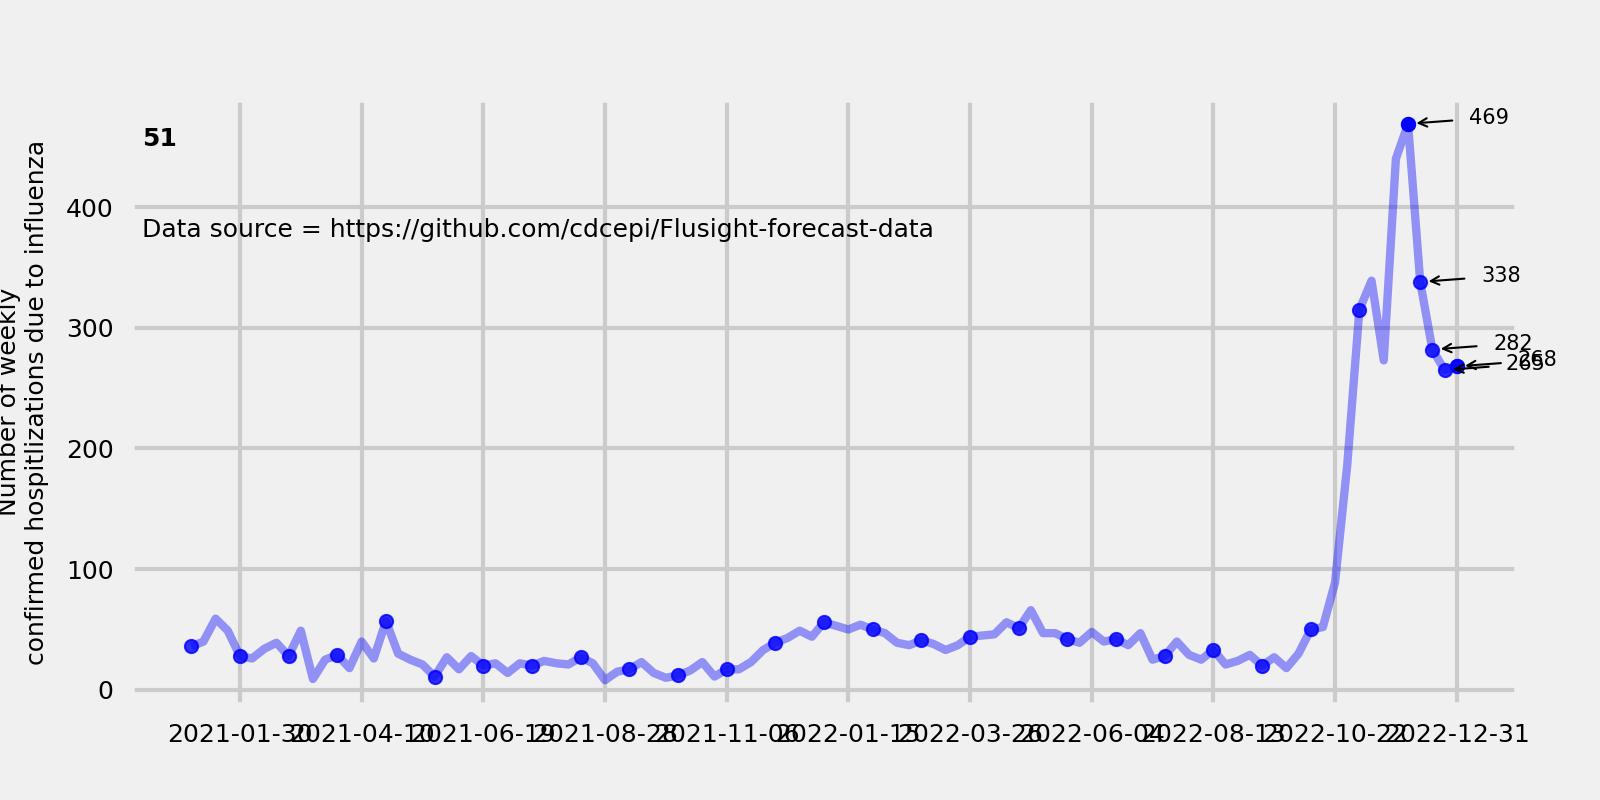 51
Data source = https://github.com/cdcepi/Flusight-forecast-data
Number of weekly
confirmed hospitlizations due to influenza
400
300
200
100
0
469
338
282
268
265
2021-01-30 2021-04-10 2021-06-19 2021-08-28 2021-11-06 2022-01-15 2022-03-26 2022-06-04 2022-08-13 2022-10-22 2022-12-31